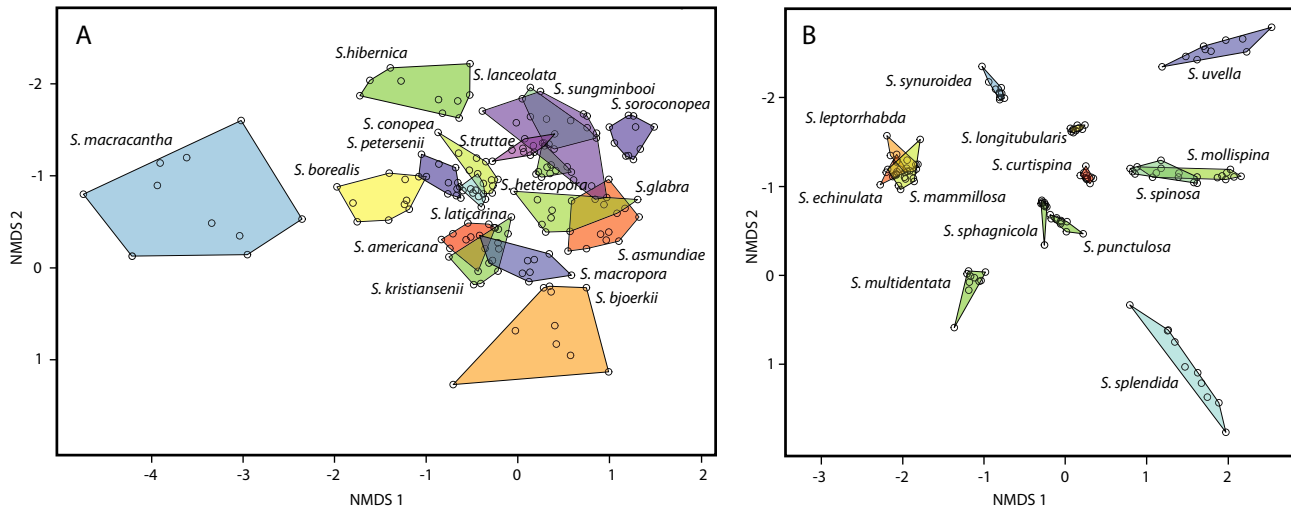 A
S.hibernica
S. lanceolata
S. sungminbooi
S. soroconopea
S. macracantha
S. conopea
S.truttae
S. petersenii
S. borealis
S. heteropora
S.glabra
S. laticarina
S. americana
S. asmundiae
S. macropora
S. kristiansenii
S. bjoerkii
-2
-1
0
1
NMDS 2
-4
-3
-2
-1
0
1
2
NMDS 1
B
S. uvella
S. synuroidea
S. leptorrhabda
S. longitubularis
S. mollispina
S. curtispina
S. spinosa
S. echinulata
S. mammillosa
S. sphagnicola
S. punctulosa
S. multidentata
S. splendida
-2
-1
0
1
NMDS 2
-3
-2
-1
0
1
2
NMDS 1